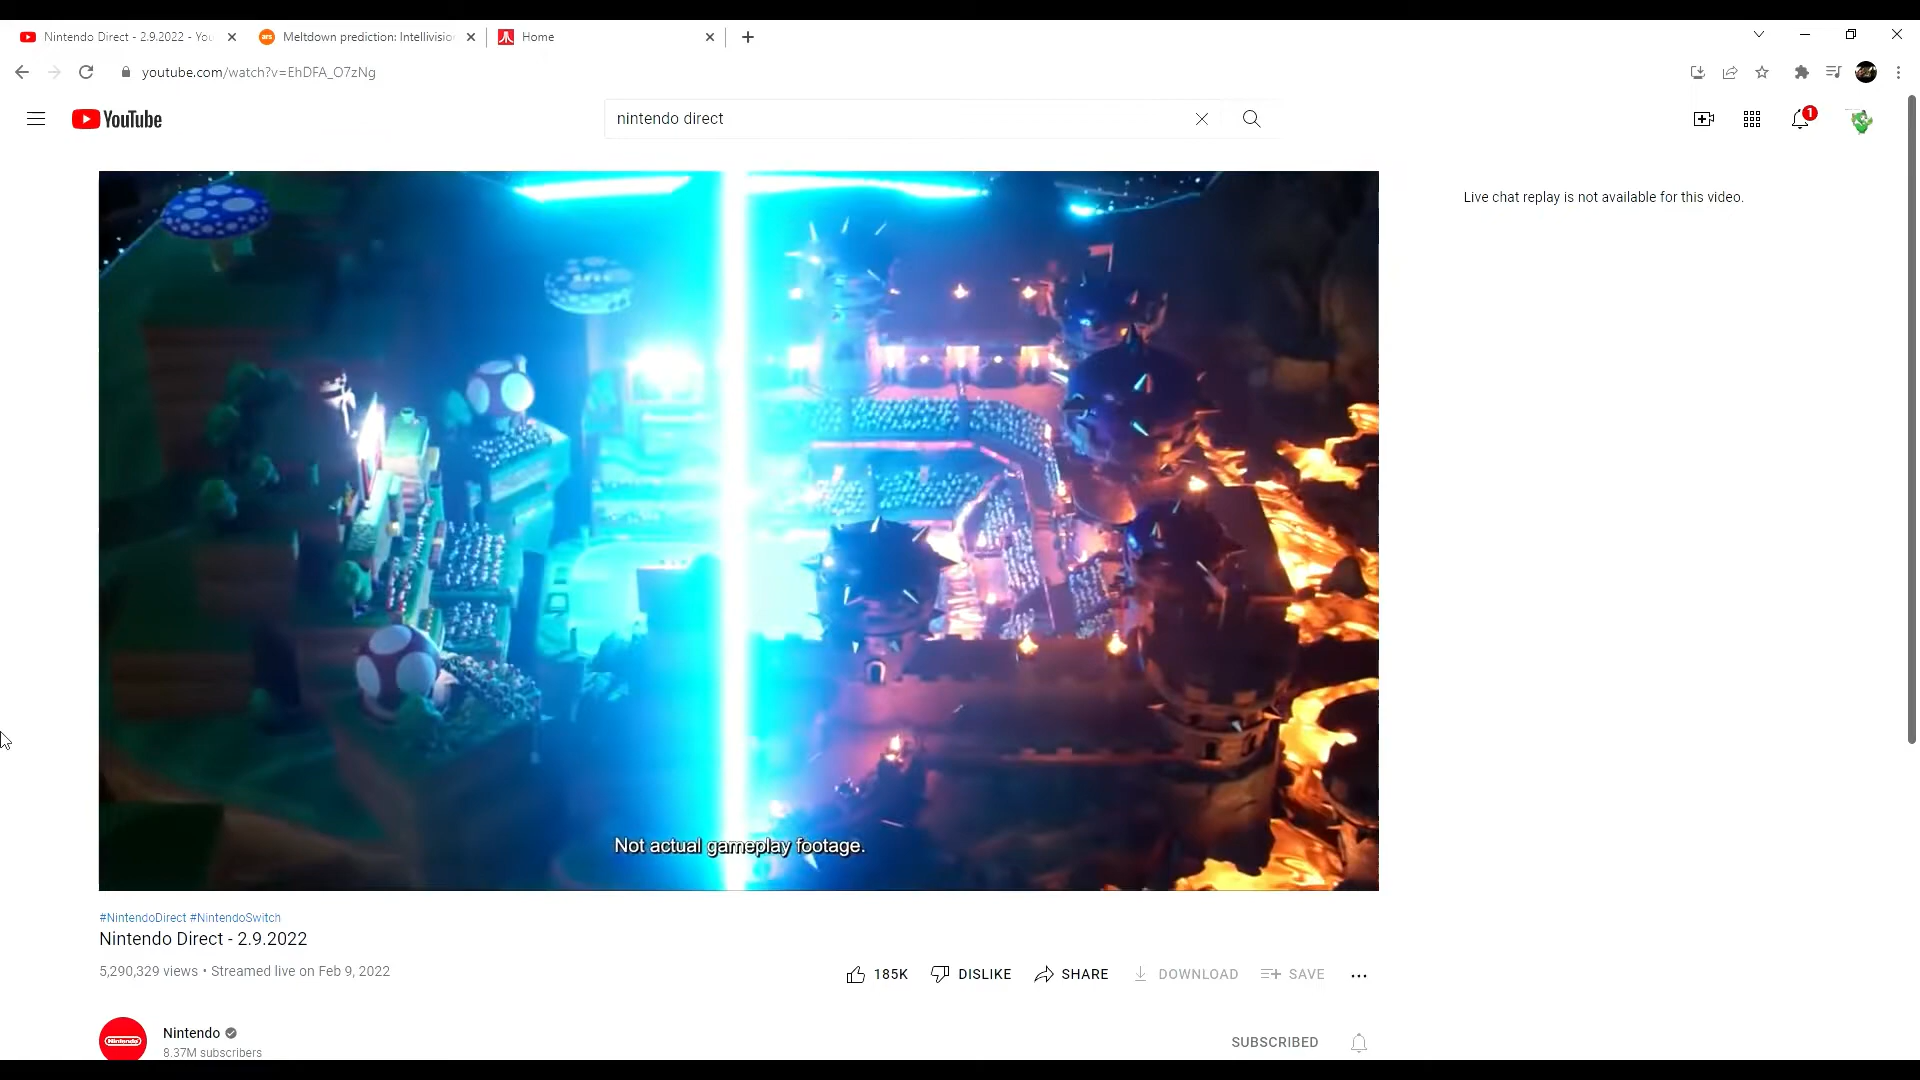 Nintendo Direct - 2.9.2022 - You
Meltdown prediction: Intellivision
Home
youtube.com/watch?v=EhDFA_O7zNg
YouTube
nintendo direct
1
Live chat replay is not available for this video.
Not actual gameplay footage.
#NintendoDirect #NintendoSwitch
Nintendo Direct - 2.9.2022
5,290,329 views • Streamed live on Feb 9, 2022
185K DISLIKE SHARE DOWNLOAD SAVE
Nintendo
Nintendo
8.37M subscribers
SUBSCRIBED